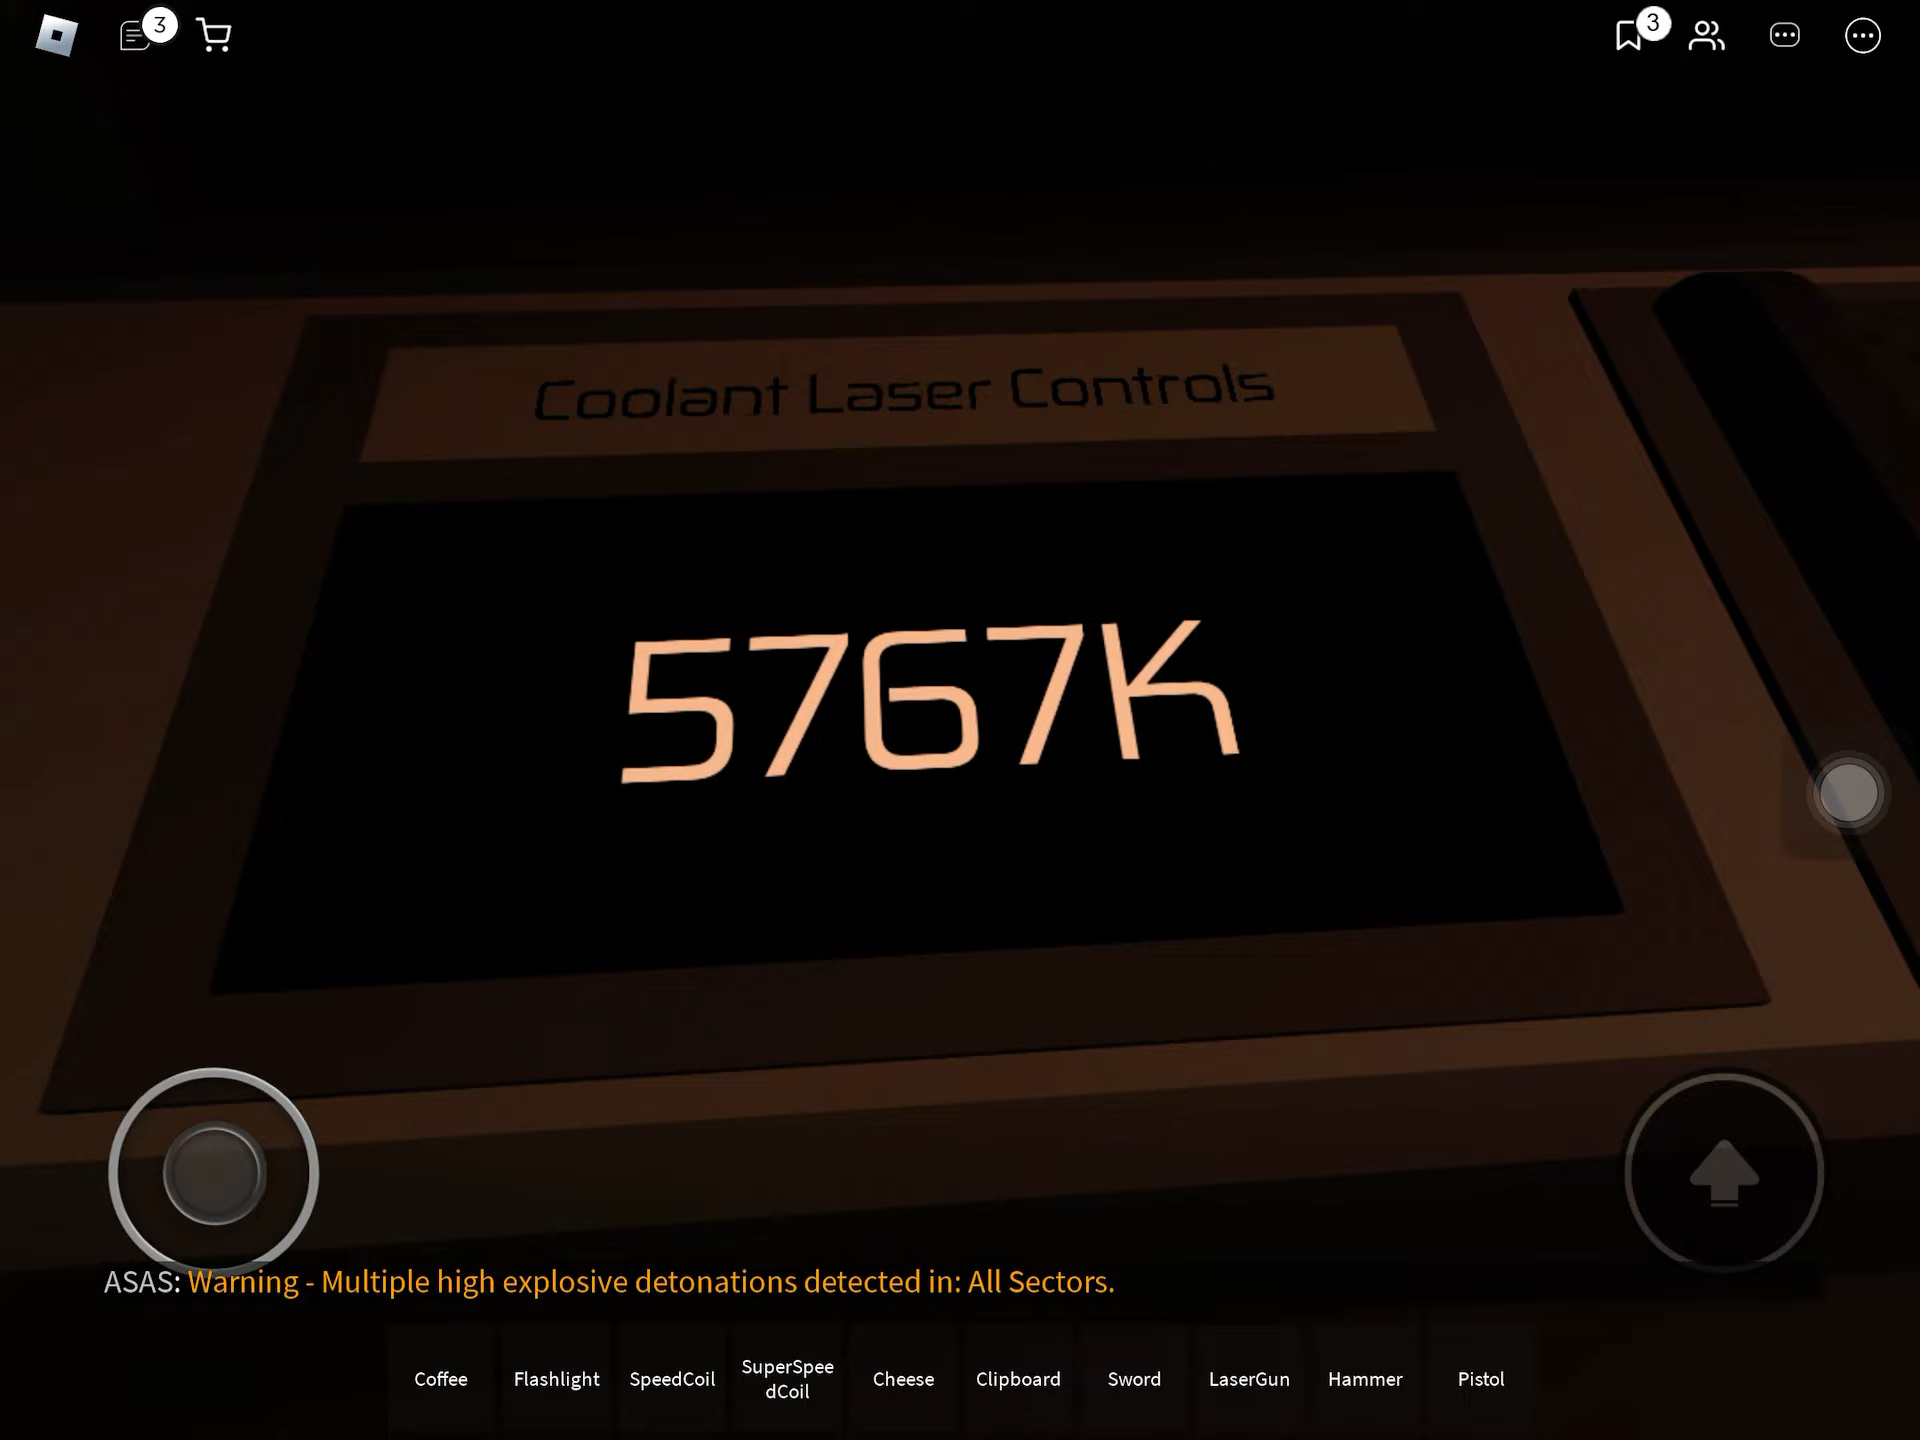 3
3
Coolant Laser Controls
5767K
ASAS: Warning - Multiple high explosive detonations detected in: All Sectors.
Coffee
Flashlight
SpeedCoil
SuperSpee
dCoil
Cheese
Clipboard
Sword
LaserGun
Hammer
Pistol